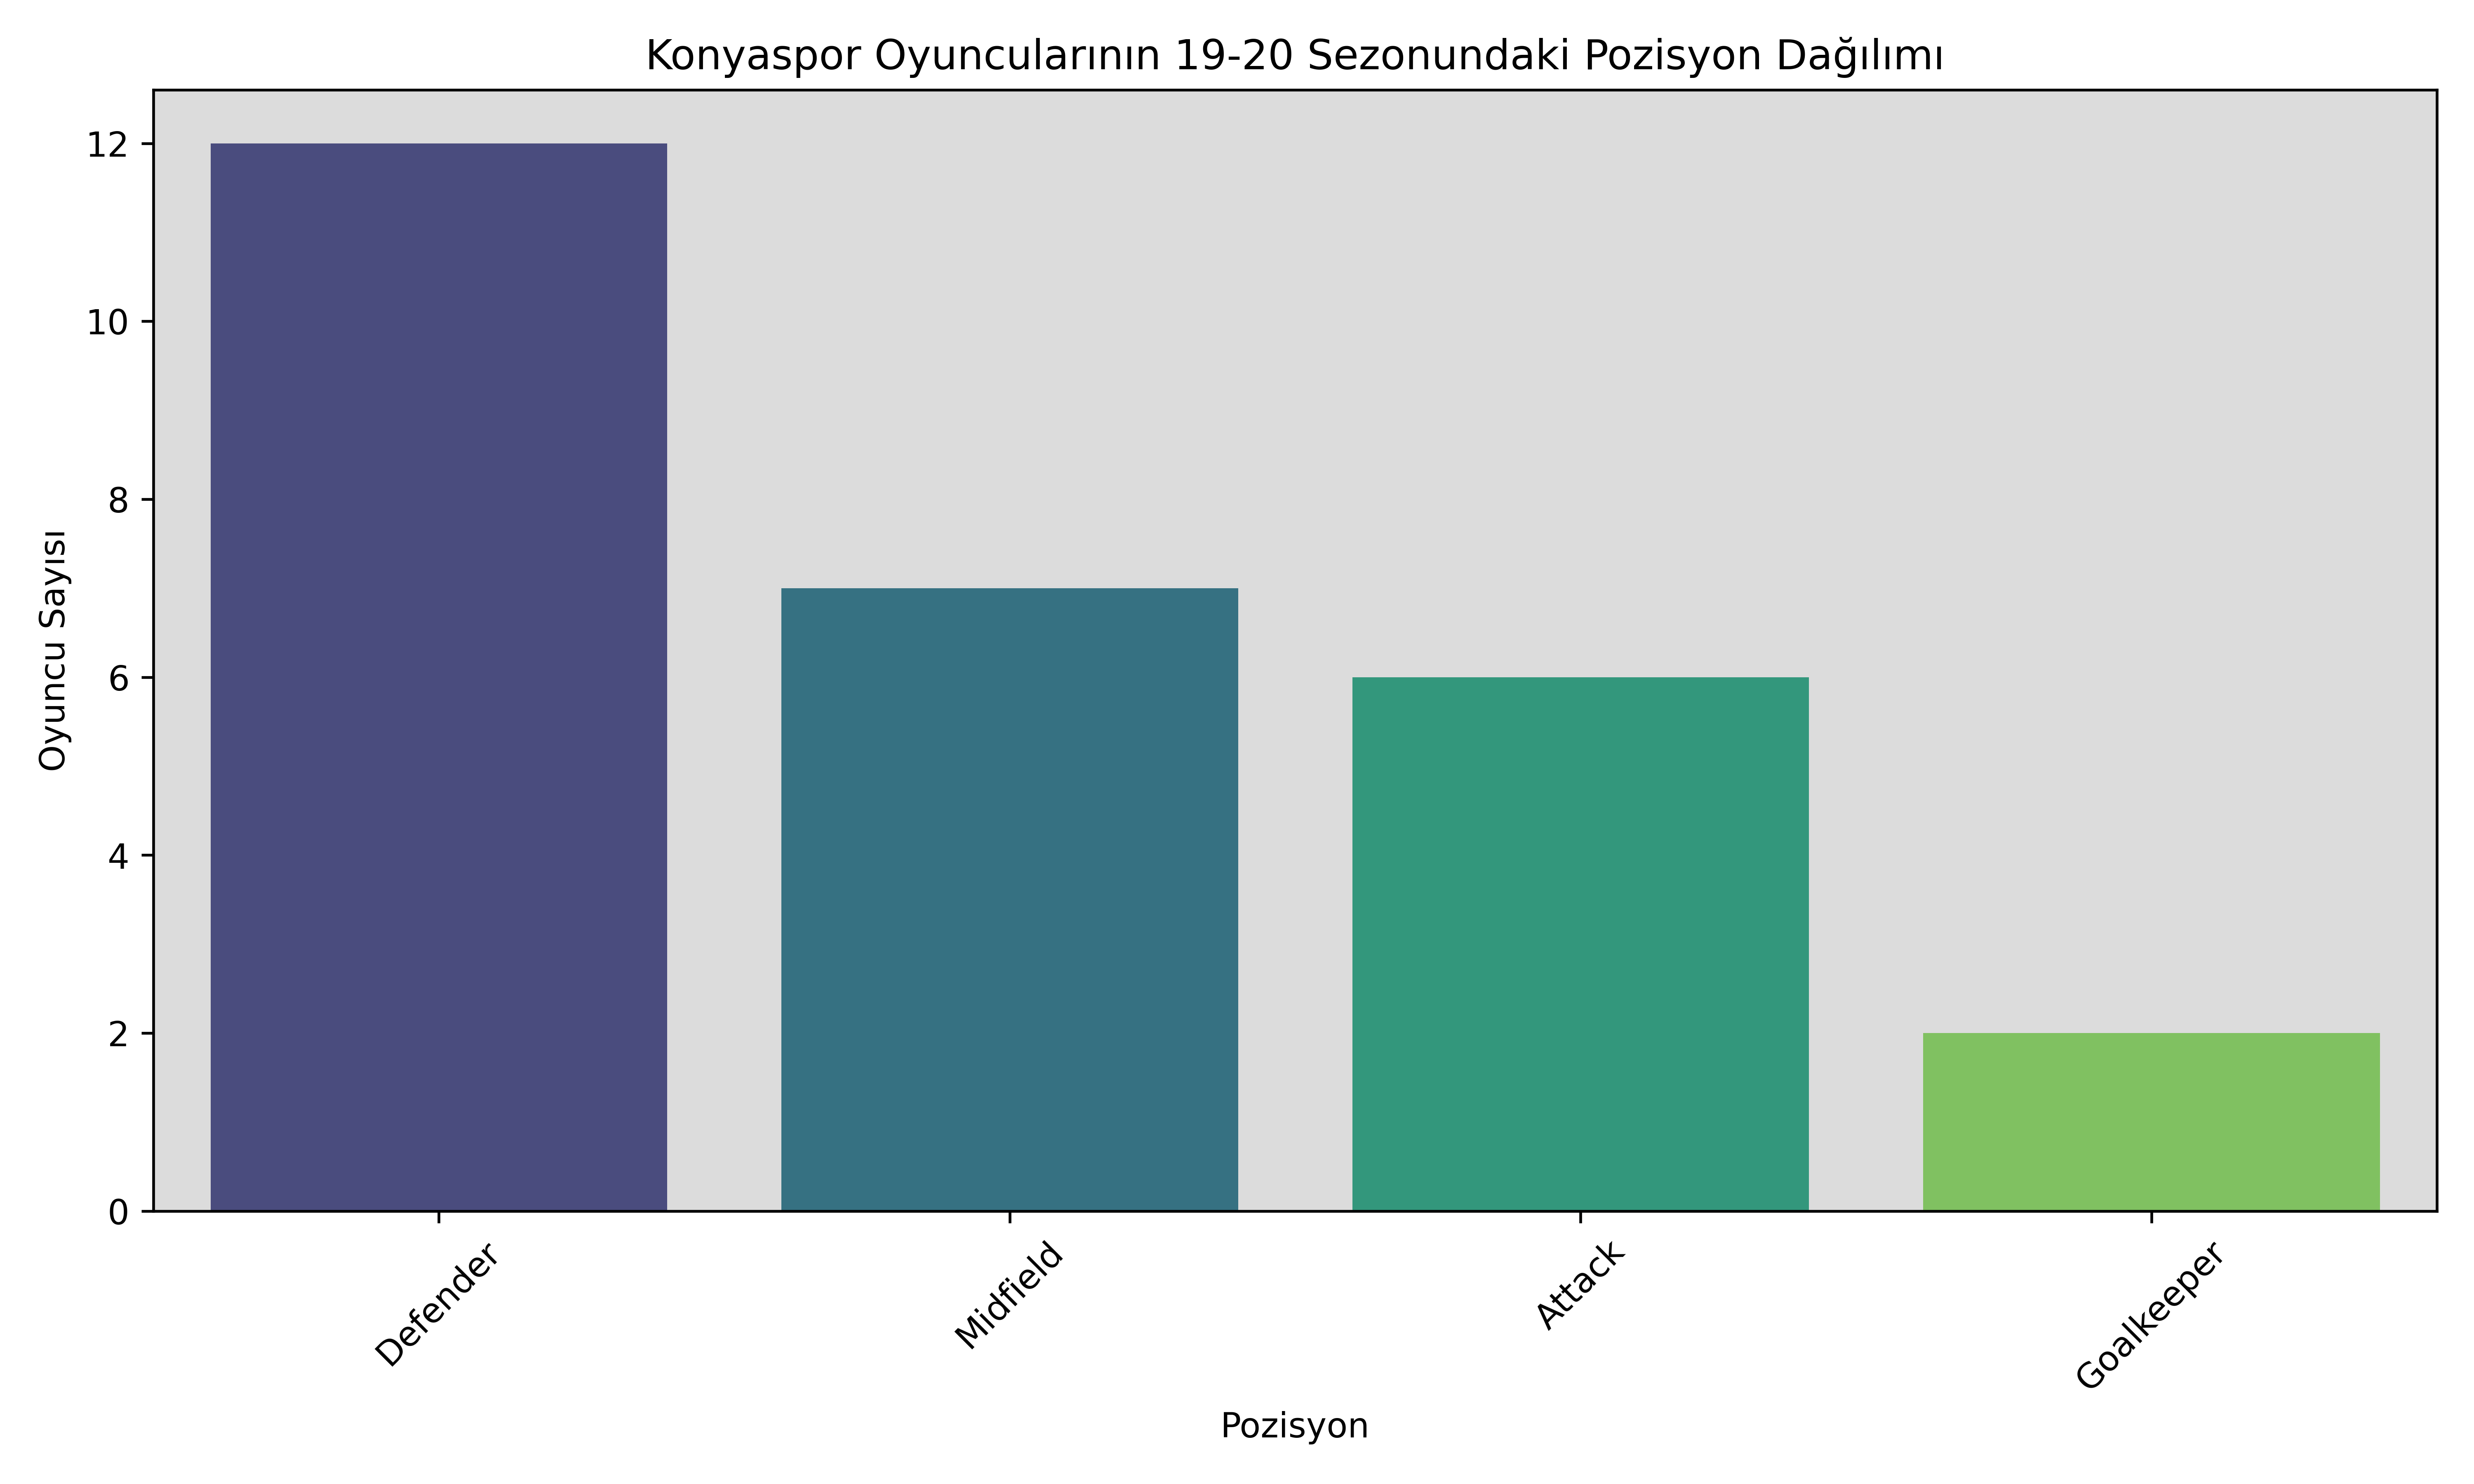 Konyaspor Oyuncularının 19-20 Sezonundaki Pozisyon Dağılımı
Oyuncu Sayısı
12
10
8
6
4
2
0
Defender
Midfield
Attack
Goalkeeper
Pozisyon